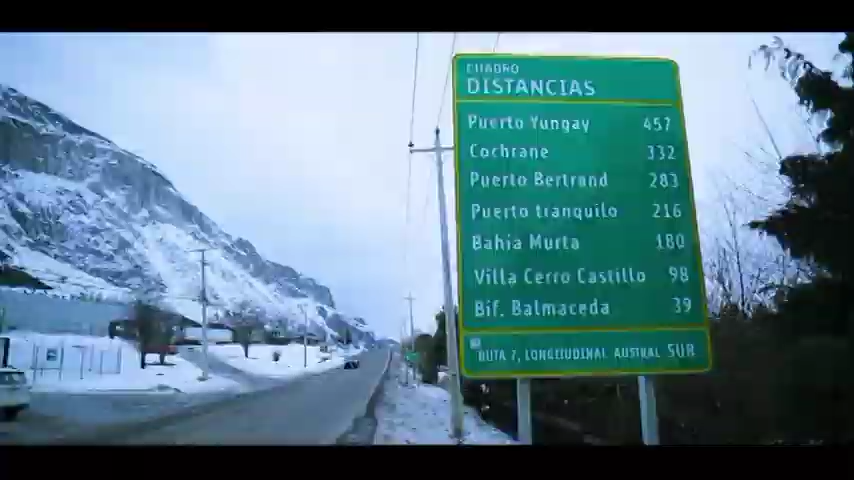 CUADRO
DISTANCIAS
Puerto Yungay 457
Cochrane 332
Puerto Bertrand 283
Puerto tranquilo 216
Bahia Murta 180
Villa Cerro Castillo 98
Bif. Balmaceda 39
RUTA 7, LONGITUDINAL AUSTRAL SUR